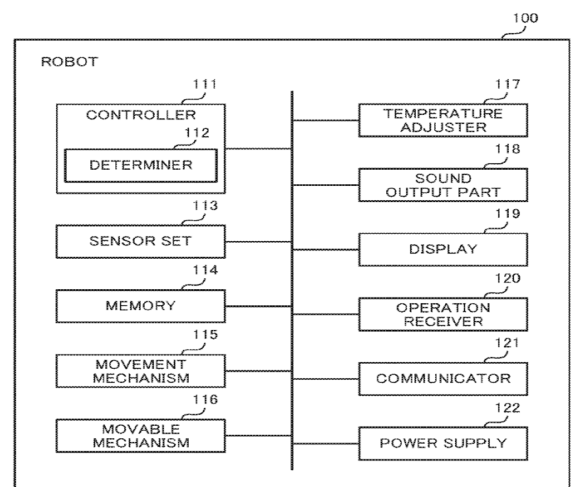 100
ROBOT
111
CONTROLLER
112
DETERMINER
113
SENSOR SET
114
MEMORY
115
MOVEMENT
MECHANISM
116
MOVABLE
MECHANISM
117
TEMPERATURE
ADJUSTER
118
SOUND
OUTPUT PART
119
DISPLAY
120
OPERATION
RECEIVER
121
COMMUNICATOR
122
POWER SUPPLY